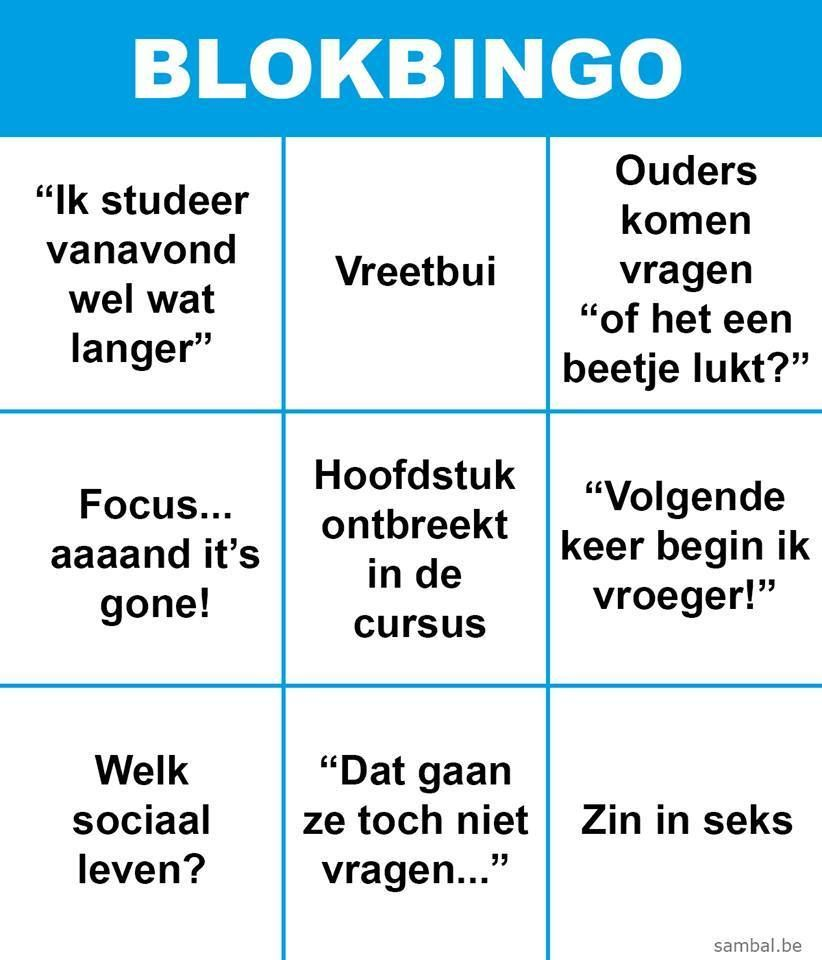 BLOKBINGO
“Ik studeer
vanavond
wel wat
langer”
Vreetbui
Ouders
komen
vragen
“of het een
beetje lukt?”
Focus...
aaaand it’s
gone!
Hoofdstuk
ontbreekt
in de
cursus
“Volgende
keer begin ik
vroeger!”
Welk
sociaal
leven?
“Dat gaan
ze toch niet
vragen...”
Zin in seks
sambal.be